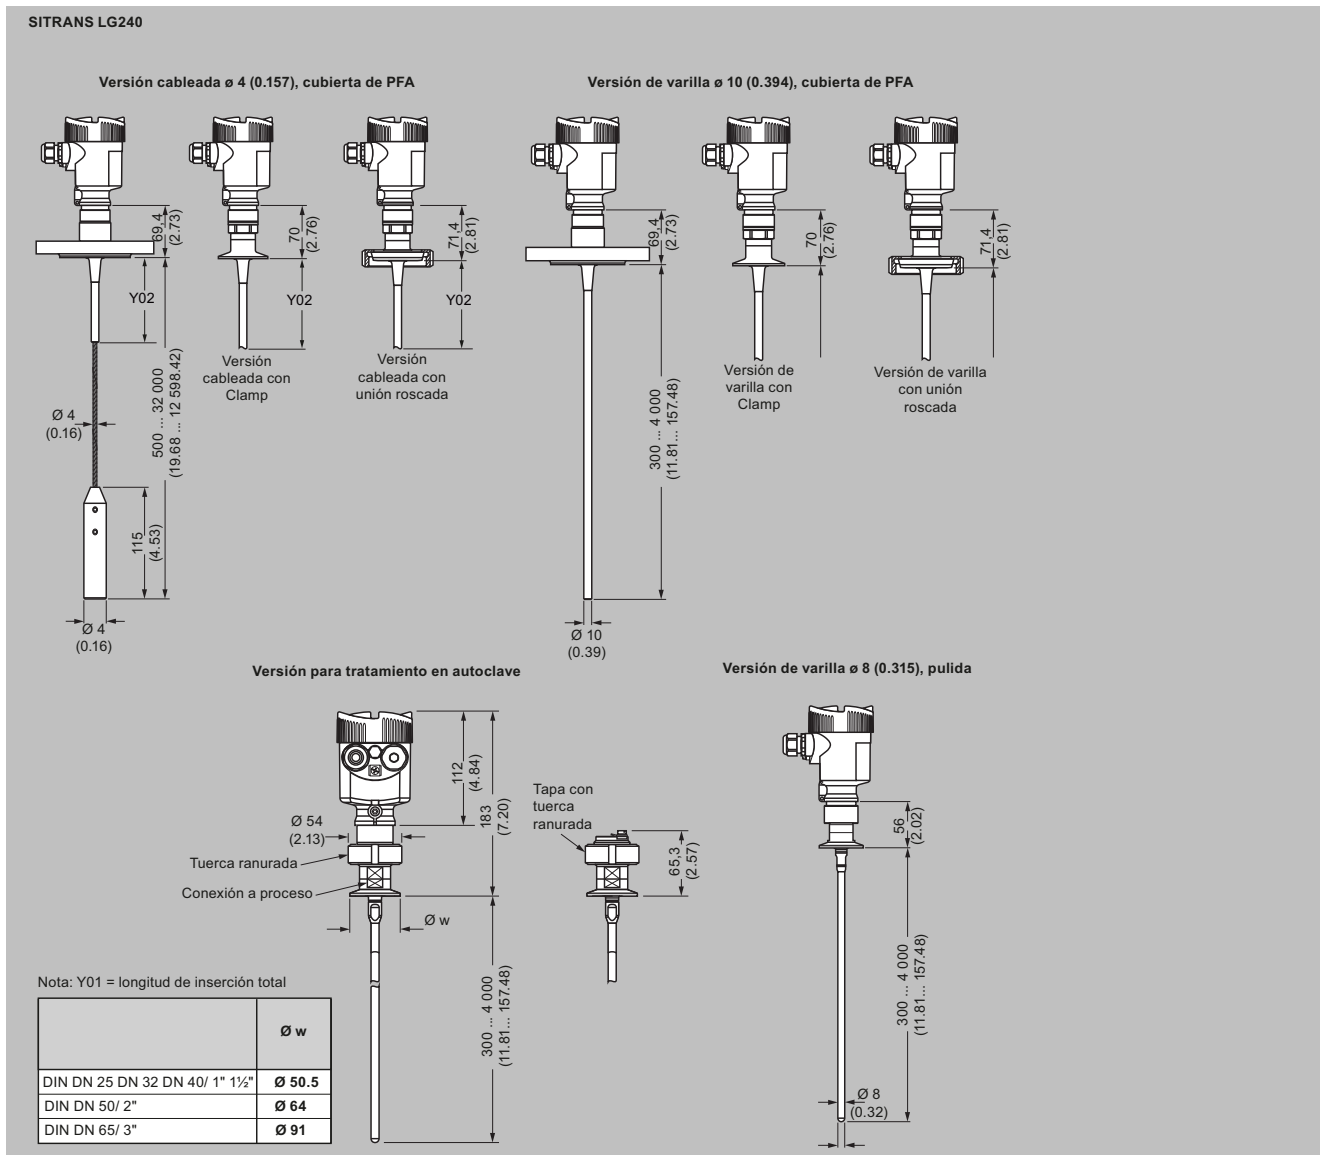 SITRANS LG240
Versión cableada ø 4 (0.157), cubierta de PFA
Versión de varilla ø 10 (0.394), cubierta de PFA
69,4
(2.73)
Y02
Ø 4
(0.16)
500 ... 32 000
(19.68 ... 12 598.42)
115
(4.53)
Ø 4
(0.16)
70
(2.76)
Y02
Versión
cableada con
Clamp
71,4
(2.81)
Y02
Versión
cableada con
unión roscada
69,4
(2.73)
300 ... 4 000
(11.81... 157.48)
Ø 10
(0.39)
70
(2.76)
Versión de
varilla con
Clamp
71,4
(2.81)
Versión de varilla
con unión
roscada
Versión para tratamiento en autoclave
112
(4.84)
183
(7.20)
Ø 54
(2.13)
Tuerca ranurada
Conexión a proceso
Ø w
300 ... 4 000
(11.81... 157.48)
Tapa con
tuerca
ranurada
65,3
(2.57)
Versión de varilla ø 8 (0.315), pulida
56
(2.02)
300 ... 4 000
(11.81... 157.48)
Ø 8
(0.32)
Nota: Y01 = longitud de inserción total
Ø w
DIN DN 25 DN 32 DN 40/ 1" 1½" Ø 50.5
DIN DN 50/ 2" Ø 64
DIN DN 65/ 3" Ø 91